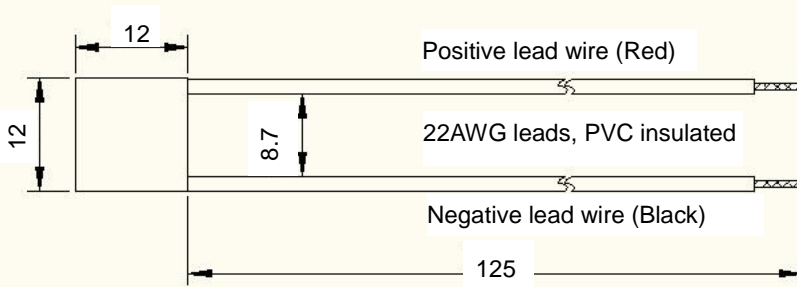 12
Positive lead wire (Red)
12
8.7
22AWG leads, PVC insulated
Negative lead wire (Black)
125